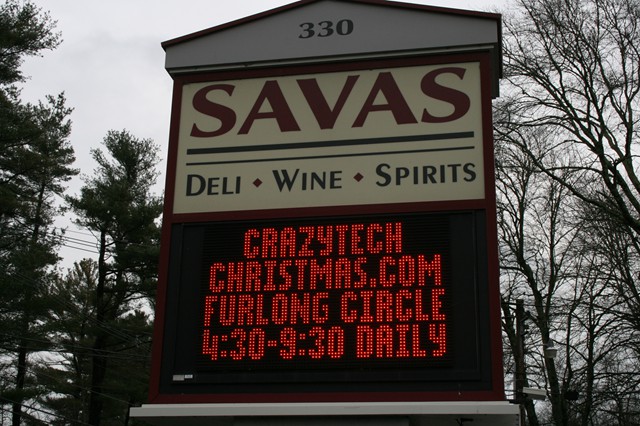 330
SAVAS
DELI ♦ WINE ♦ SPIRITS
CRAZYTECH
CHRISTMAS.COM
FURLONG CIRCLE
4:30-9:30 DAILY